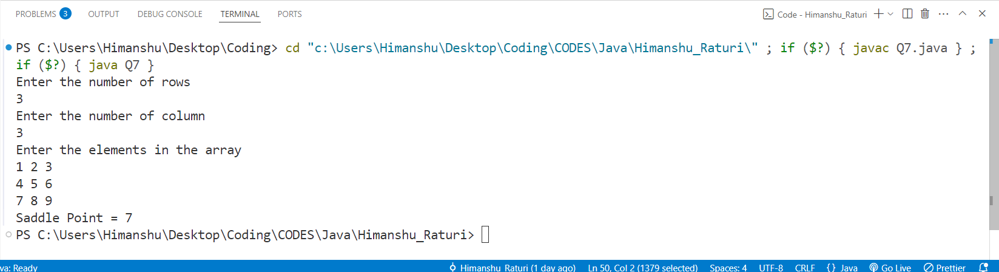 PROBLEMS 3 OUTPUT DEBUG CONSOLE TERMINAL PORTS Code - Himanshu_Raturi
PS C:\Users\Himanshu\Desktop\Coding> cd "c:\Users\Himanshu\Desktop\Coding\CODES\Java\Himanshu_Raturi\" ; if ($?) { javac Q7.java } ;
if ($?) { java Q7 }
Enter the number of rows
3
Enter the number of column
3
Enter the elements in the array
1 2 3
4 5 6
7 8 9
Saddle Point = 7
PS C:\Users\Himanshu\Desktop\Coding\CODES\Java\Himanshu_Raturi>
va: Ready Himanshu Raturi (1 day ago) Ln 50, Col 2 (1379 selected) Spaces: 4 UTF-8 CRLF {} Java Go Live Prettier